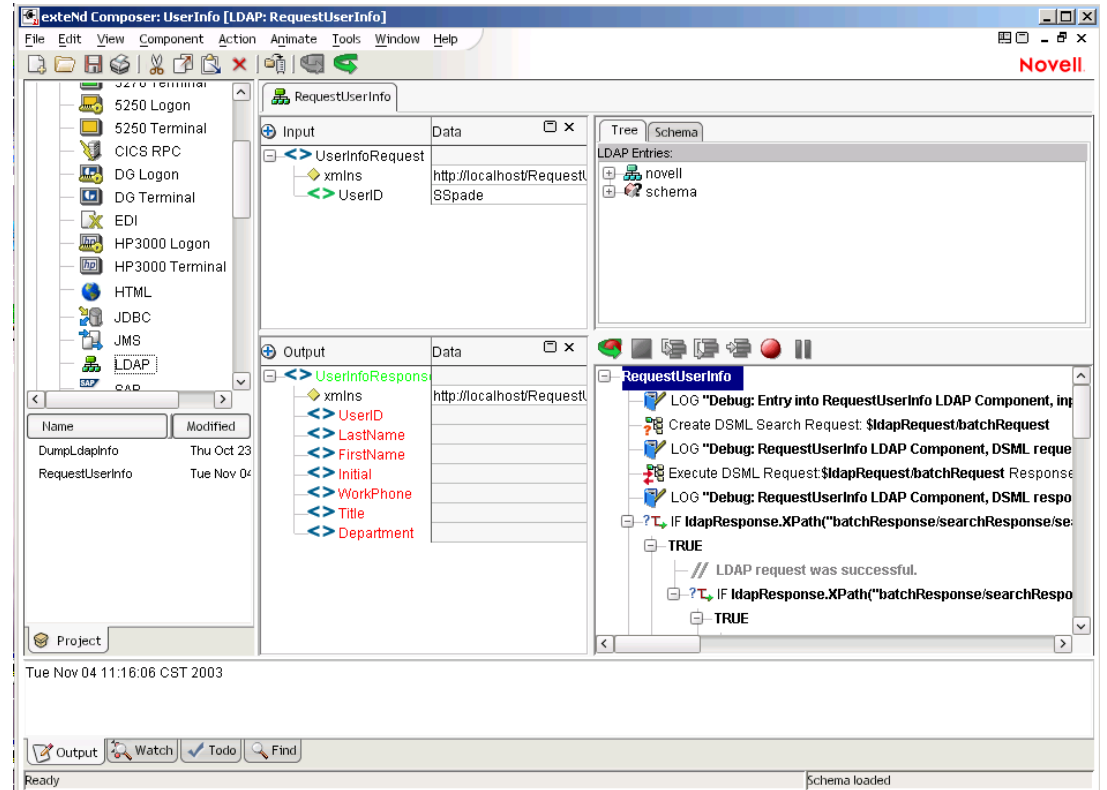 exteNd Composer: UserInfo [LDAP: RequestUserInfo]
File Edit View Component Action Animate Tools Window Help
Novell.
3270 Terminal
5250 Logon
5250 Terminal
CICS RPC
DG Logon
DG Terminal
EDI
HP3000 Logon
HP3000 Terminal
HTML
JDBC
JMS
LDAP
SAP
Name Modified
DumpLdapInfo Thu Oct 23
RequestUserInfo Tue Nov 04
Project
RequestUserInfo
Input Data
UserInfoRequest
xmlns http://localhost/RequestU
UserID SSpade
Tree Schema
LDAP Entries:
novell
schema
Output Data
UserInfoRespons
xmlns http://localhost/RequestU
UserID
LastName
FirstName
Initial
WorkPhone
Title
Department
RequestUserInfo
LOG "Debug: Entry into RequestUserInfo LDAP Component, inp
Create DSML Search Request: $ldapRequest/batchRequest
LOG "Debug: RequestUserInfo LDAP Component, DSML reque
Execute DSML Request:$ldapRequest/batchRequest Response
LOG "Debug: RequestUserInfo LDAP Component, DSML respo
IF ldapResponse.XPath("batchResponse/searchResponse/se
TRUE
// LDAP request was successful.
IF ldapResponse.XPath("batchResponse/searchRespo
TRUE
Tue Nov 04 11:16:06 CST 2003
Output Watch Todo Find
Ready Schema loaded